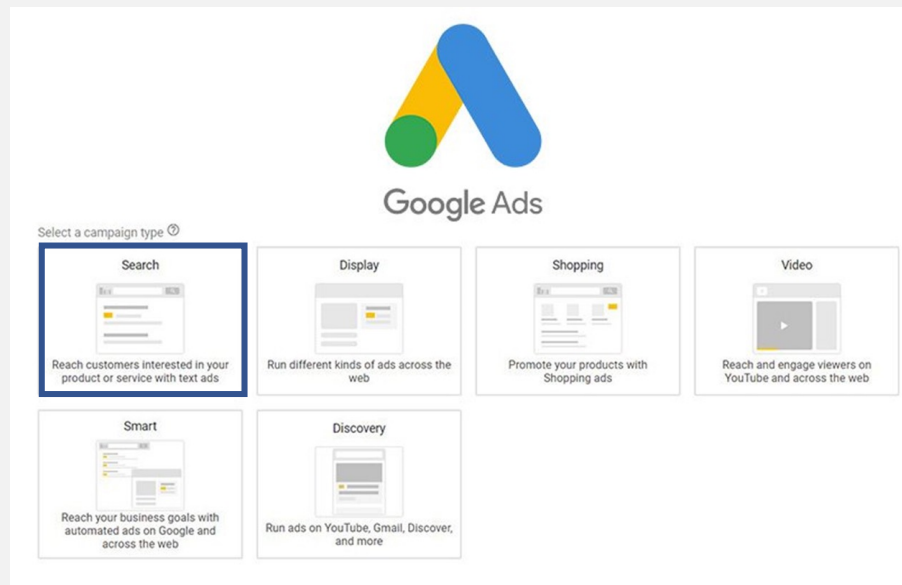 Google Ads
Select a campaign type
Search
Reach customers interested in your
product or service with text ads
Display
Run different kinds of ads across the
web
Shopping
Promote your products with
Shopping ads
Video
Reach and engage viewers on
YouTube and across the web
Smart
Reach your business goals with
automated ads on Google and
across the web
Discovery
Run ads on YouTube, Gmail, Discover,
and more